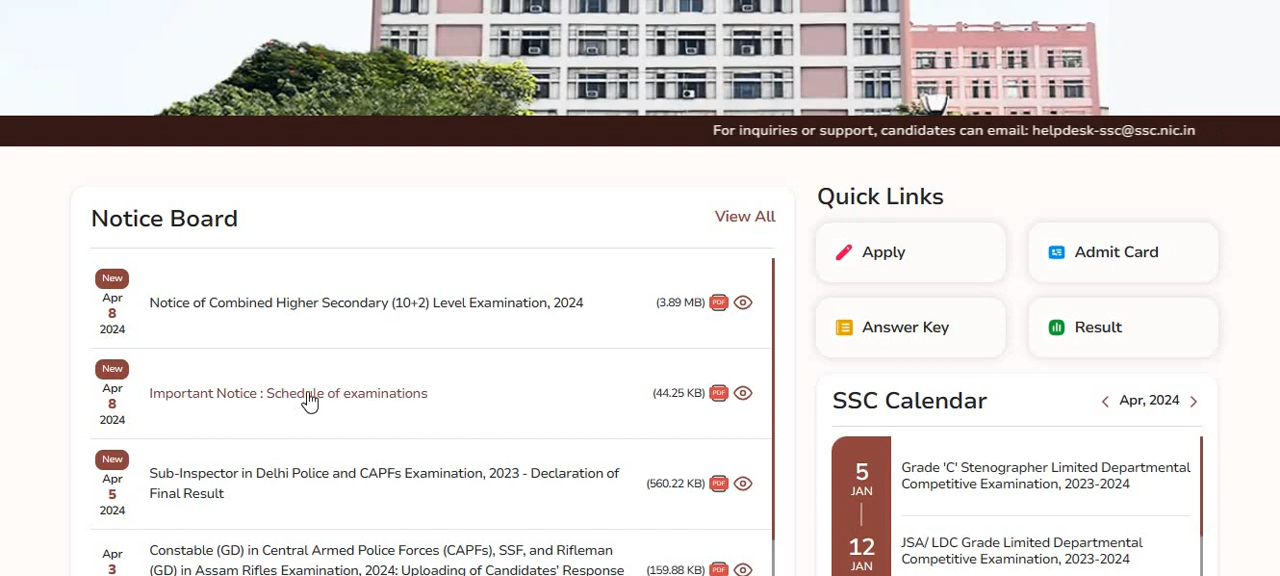 For inquiries or support, candidates can email: helpdesk-ssc@ssc.nic.in
Notice Board
View All
New
Apr
8
2024
Notice of Combined Higher Secondary (10+2) Level Examination, 2024
(3.89 MB)
PDF
New
Apr
8
2024
Important Notice : Schedule of examinations
(44.25 KB)
PDF
New
Apr
5
2024
Sub-Inspector in Delhi Police and CAPFs Examination, 2023 - Declaration of
Final Result
(560.22 KB)
PDF
Apr
3
Constable (GD) in Central Armed Police Forces (CAPFs), SSF, and Rifleman
(GD) in Assam Rifles Examination, 2024: Uploading of Candidates' Response
(159.88 KB)
PDF
Quick Links
Apply
Admit Card
Answer Key
Result
SSC Calendar
Apr, 2024
5
JAN
Grade 'C' Stenographer Limited Departmental
Competitive Examination, 2023-2024
12
JAN
JSA/ LDC Grade Limited Departmental
Competitive Examination, 2023-2024